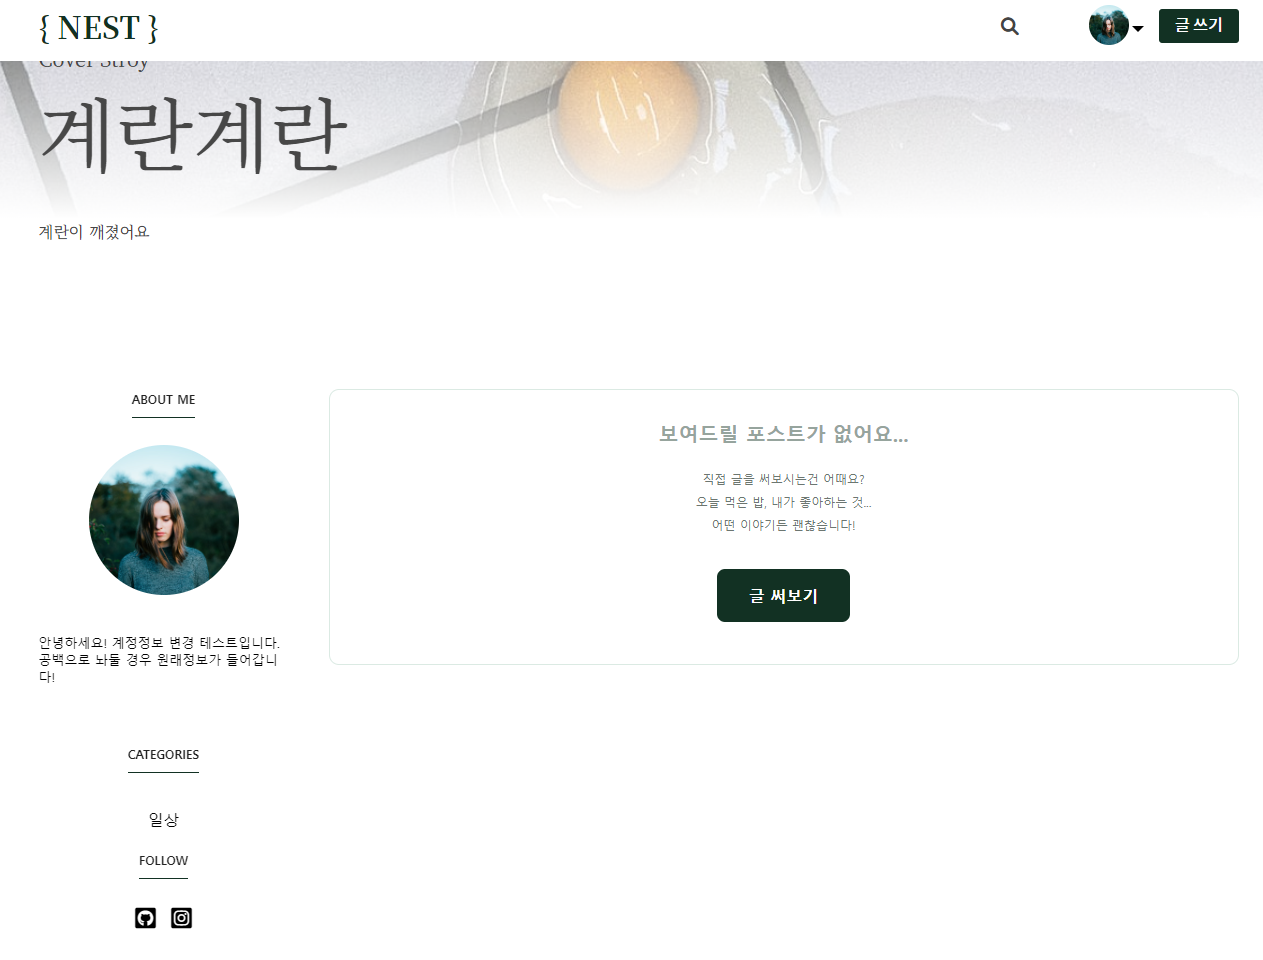 { NEST }
글 쓰기
Cover Stroy
계란계란
계란이 깨졌어요
ABOUT ME
안녕하세요! 계정정보 변경 테스트입니다.
공백으로 놔둘 경우 원래정보가 들어갑니
다!
CATEGORIES
일상
FOLLOW
보여드릴 포스트가 없어요...
직접 글을 써보시는건 어때요?
오늘 먹은 밥, 내가 좋아하는 것...
어떤 이야기든 괜찮습니다!
글 써보기